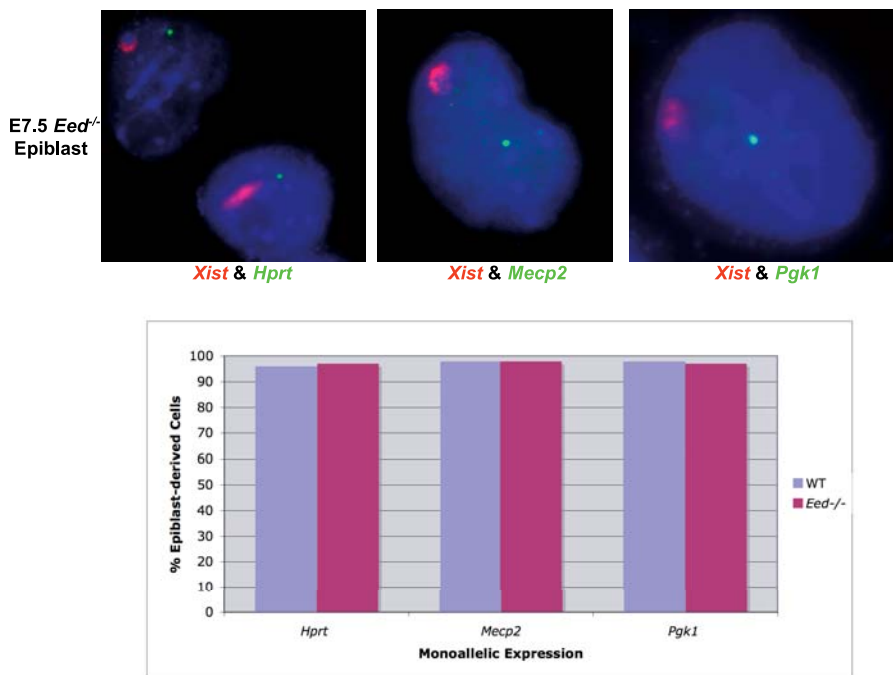 E7.5 Eed-/-
Epiblast
Xist & Hprt
Xist & Mecp2
Xist & Pgk1
100
90
80
70
60
50
40
30
20
10
0
% Epiblast-derived Cells
Hprt
Mecp2
Pgk1
Monoallelic Expression
WT
Eed-/-